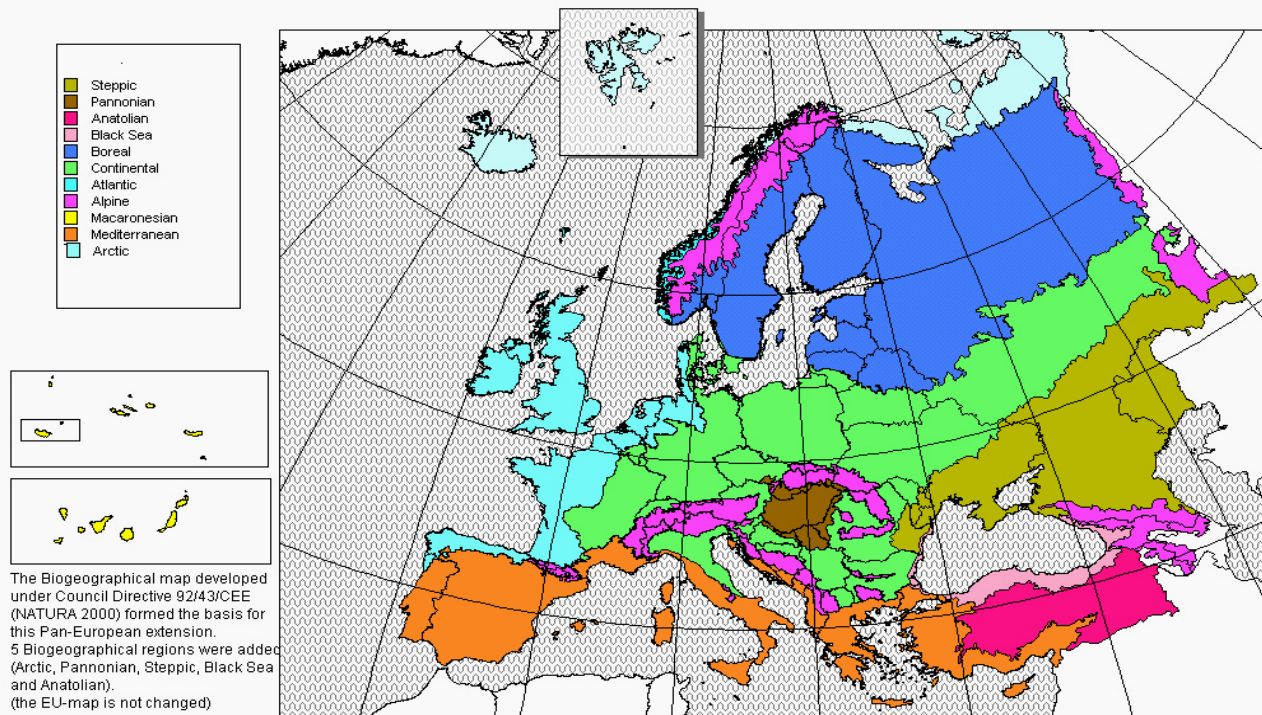 Steppic
Pannonian
Anatolian
Black Sea
Boreal
Continental
Atlantic
Alpine
Macaronesian
Mediterranean
Arctic
The Biogeographical map developed
under Council Directive 92/43/CEE
(NATURA 2000) formed the basis for
this Pan-European extension.
5 Biogeographical regions were added
(Arctic, Pannonian, Steppic, Black Sea
and Anatolian).
(the EU-map is not changed)